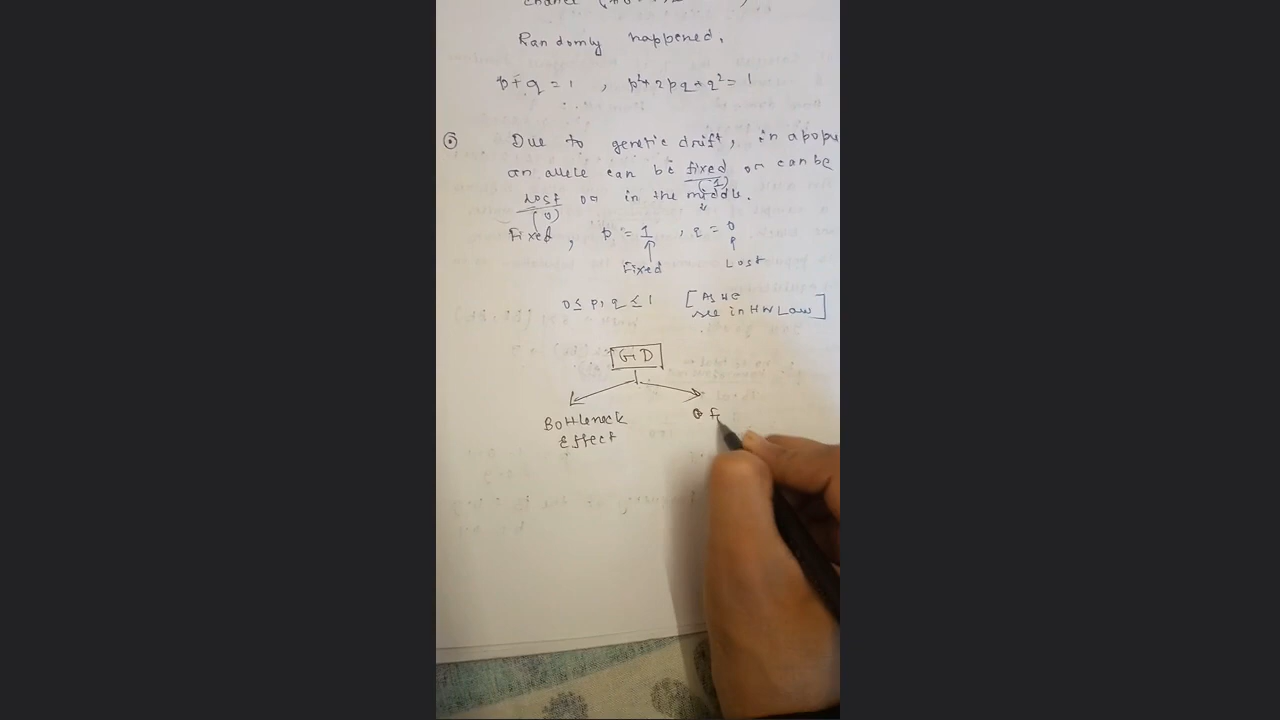 Randomly happened.
p + q = 1 , p²+2pq+q² = 1
Due to genetic drift, in a popu
an allele can be fixed or can be
(1)
Lost or in the middle.
(0)
Fixed, p = 1 , q = 0
Fixed Lost
0 ≤ p, q ≤ 1 [As we
see in HW Law]
GD
Bottleneck
Effect